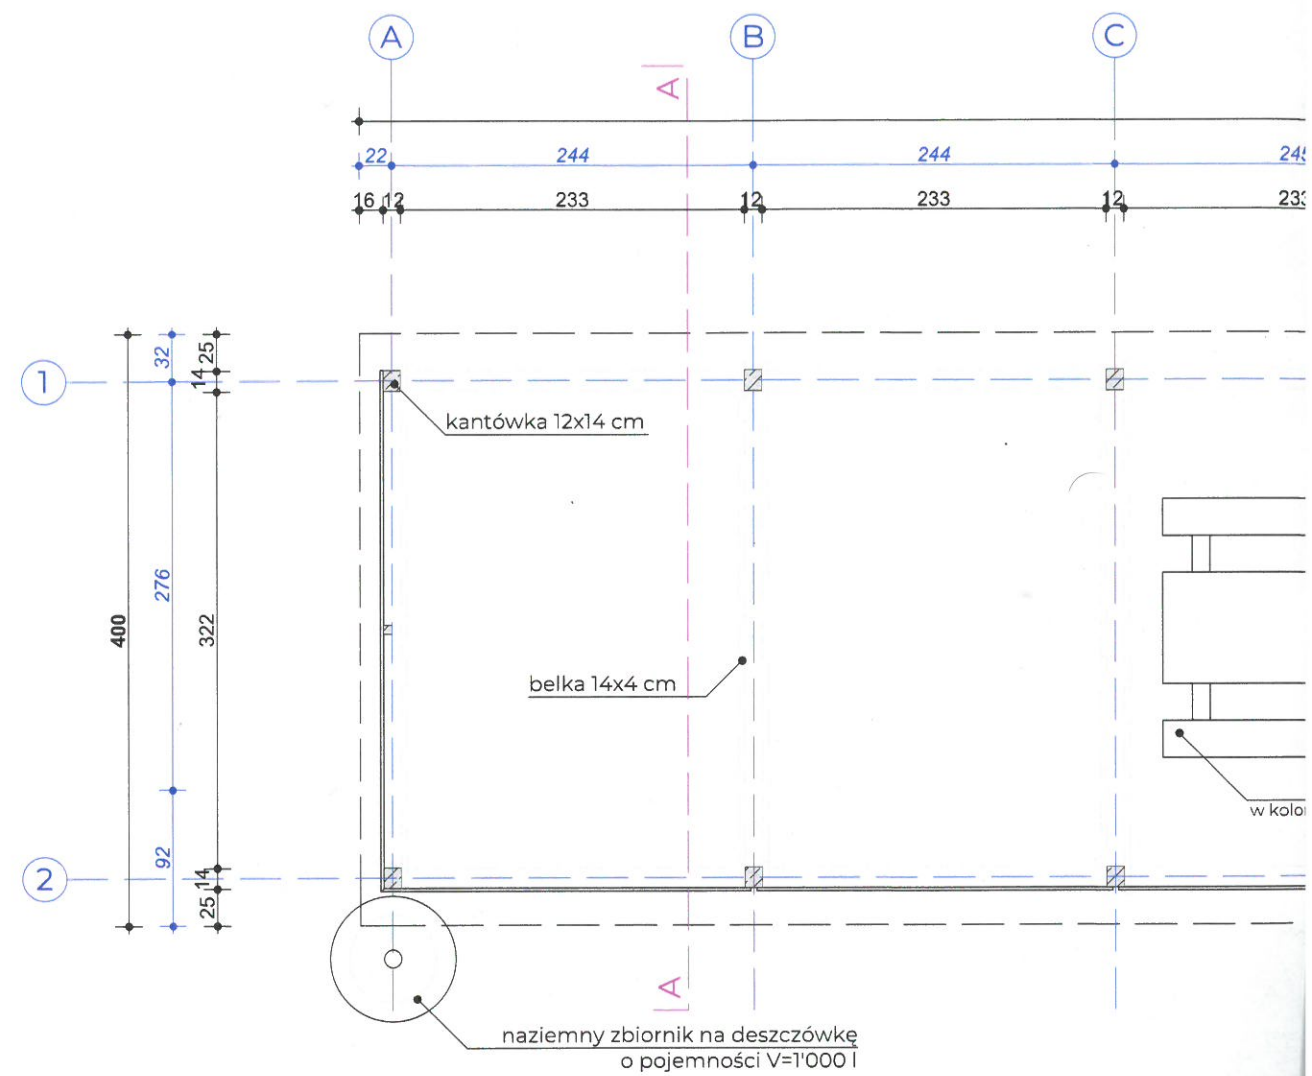 A B C
A
22 244 244
16 12 233 12 233 12
32 25
1
14
kantówka 12x14 cm
276
400
322
belka 14x4 cm
w kolo
92
14
2
25
A
naziemny zbiornik na deszczówkę
o pojemności V=1'000 l